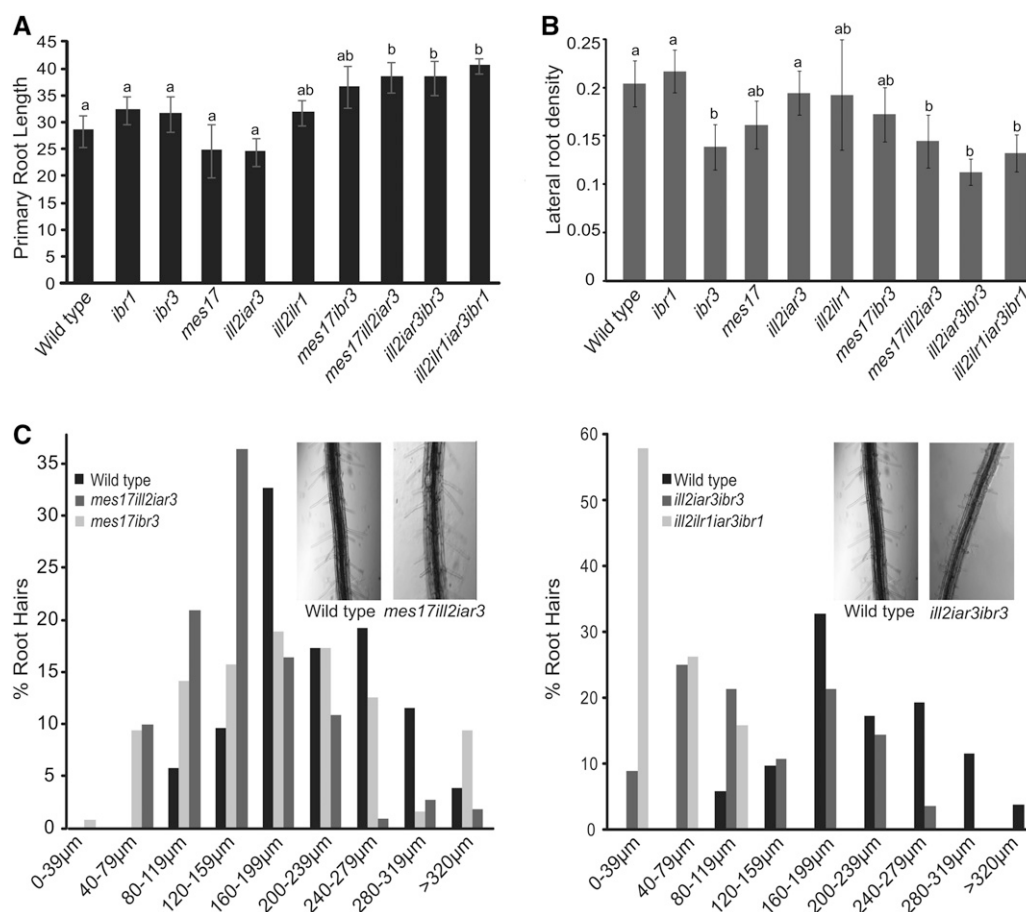 A
Primary Root Length
45
40
35
30
25
20
15
10
5
0
a
a
a
a
a
ab
ab
b
b
b
Wild type
ibr1
ibr3
mes17
ill2iar3
ill2ilr1
mes17ibr3
mes17ill2iar3
ill2iar3ibr3
ill2ilr1iar3ibr1
B
Lateral root density
0.25
0.2
0.15
0.1
0.05
0
a
a
b
a
a
ab
ab
b
b
b
Wild type
ibr1
ibr3
mes17
ill2iar3
ill2ilr1
mes17ibr3
mes17ill2iar3
ill2iar3ibr3
ill2ilr1iar3ibr1
C
% Root Hairs
35
30
25
20
15
10
5
0
Wild type
mes17ill2iar3
mes17ibr3
Wild type mes17ill2iar3
0-39µm
40-79µm
80-119µm
120-159µm
160-199µm
200-239µm
240-279µm
280-319µm
>320µm
% Root Hairs
60
50
40
30
20
10
0
Wild type
ill2iar3ibr3
ill2ilr1iar3ibr1
Wild type ill2iar3ibr3
0-39µm
40-79µm
80-119µm
120-159µm
160-199µm
200-239µm
240-279µm
280-319µm
>320µm